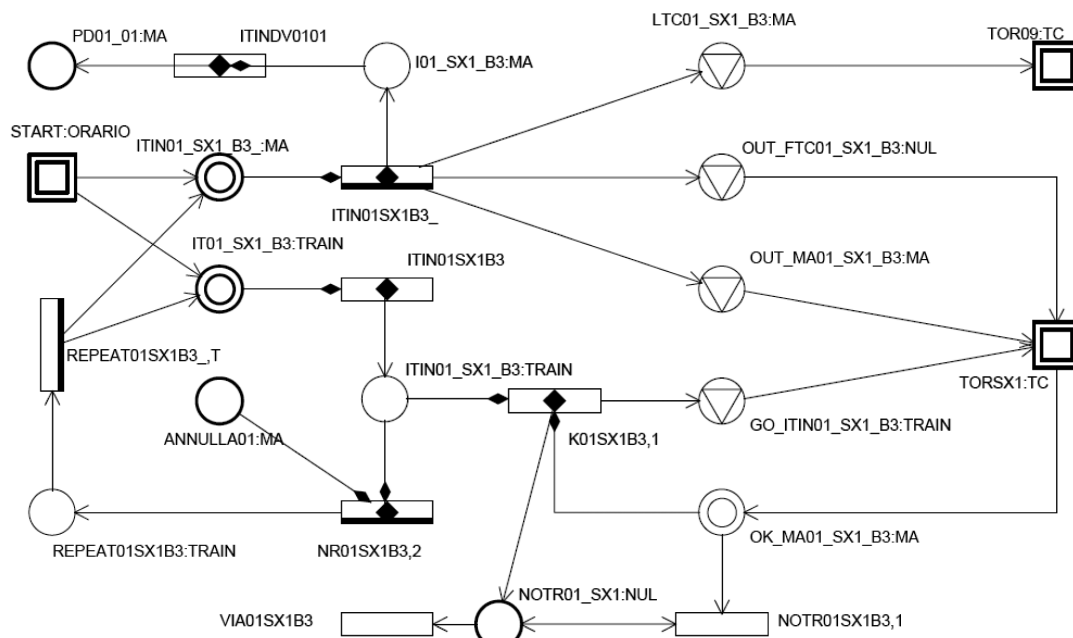 LTC01_SX1_B3:MA
PD01_01:MA
ITINDV0101
TOR09:TC
I01_SX1_B3:MA
START:ORARIO
ITIN01_SX1_B3_:MA
OUT_FTC01_SX1_B3:NUL
ITIN01SX1B3_
IT01_SX1_B3:TRAIN
ITIN01SX1B3
OUT_MA01_SX1_B3:MA
REPEAT01SX1B3_,T
ITIN01_SX1_B3:TRAIN
TORSX1:TC
ANNULLA01:MA
K01SX1B3,1
GO_ITIN01_SX1_B3:TRAIN
REPEAT01SX1B3:TRAIN
NR01SX1B3,2
OK_MA01_SX1_B3:MA
NOTR01_SX1:NUL
VIA01SX1B3
NOTR01SX1B3,1